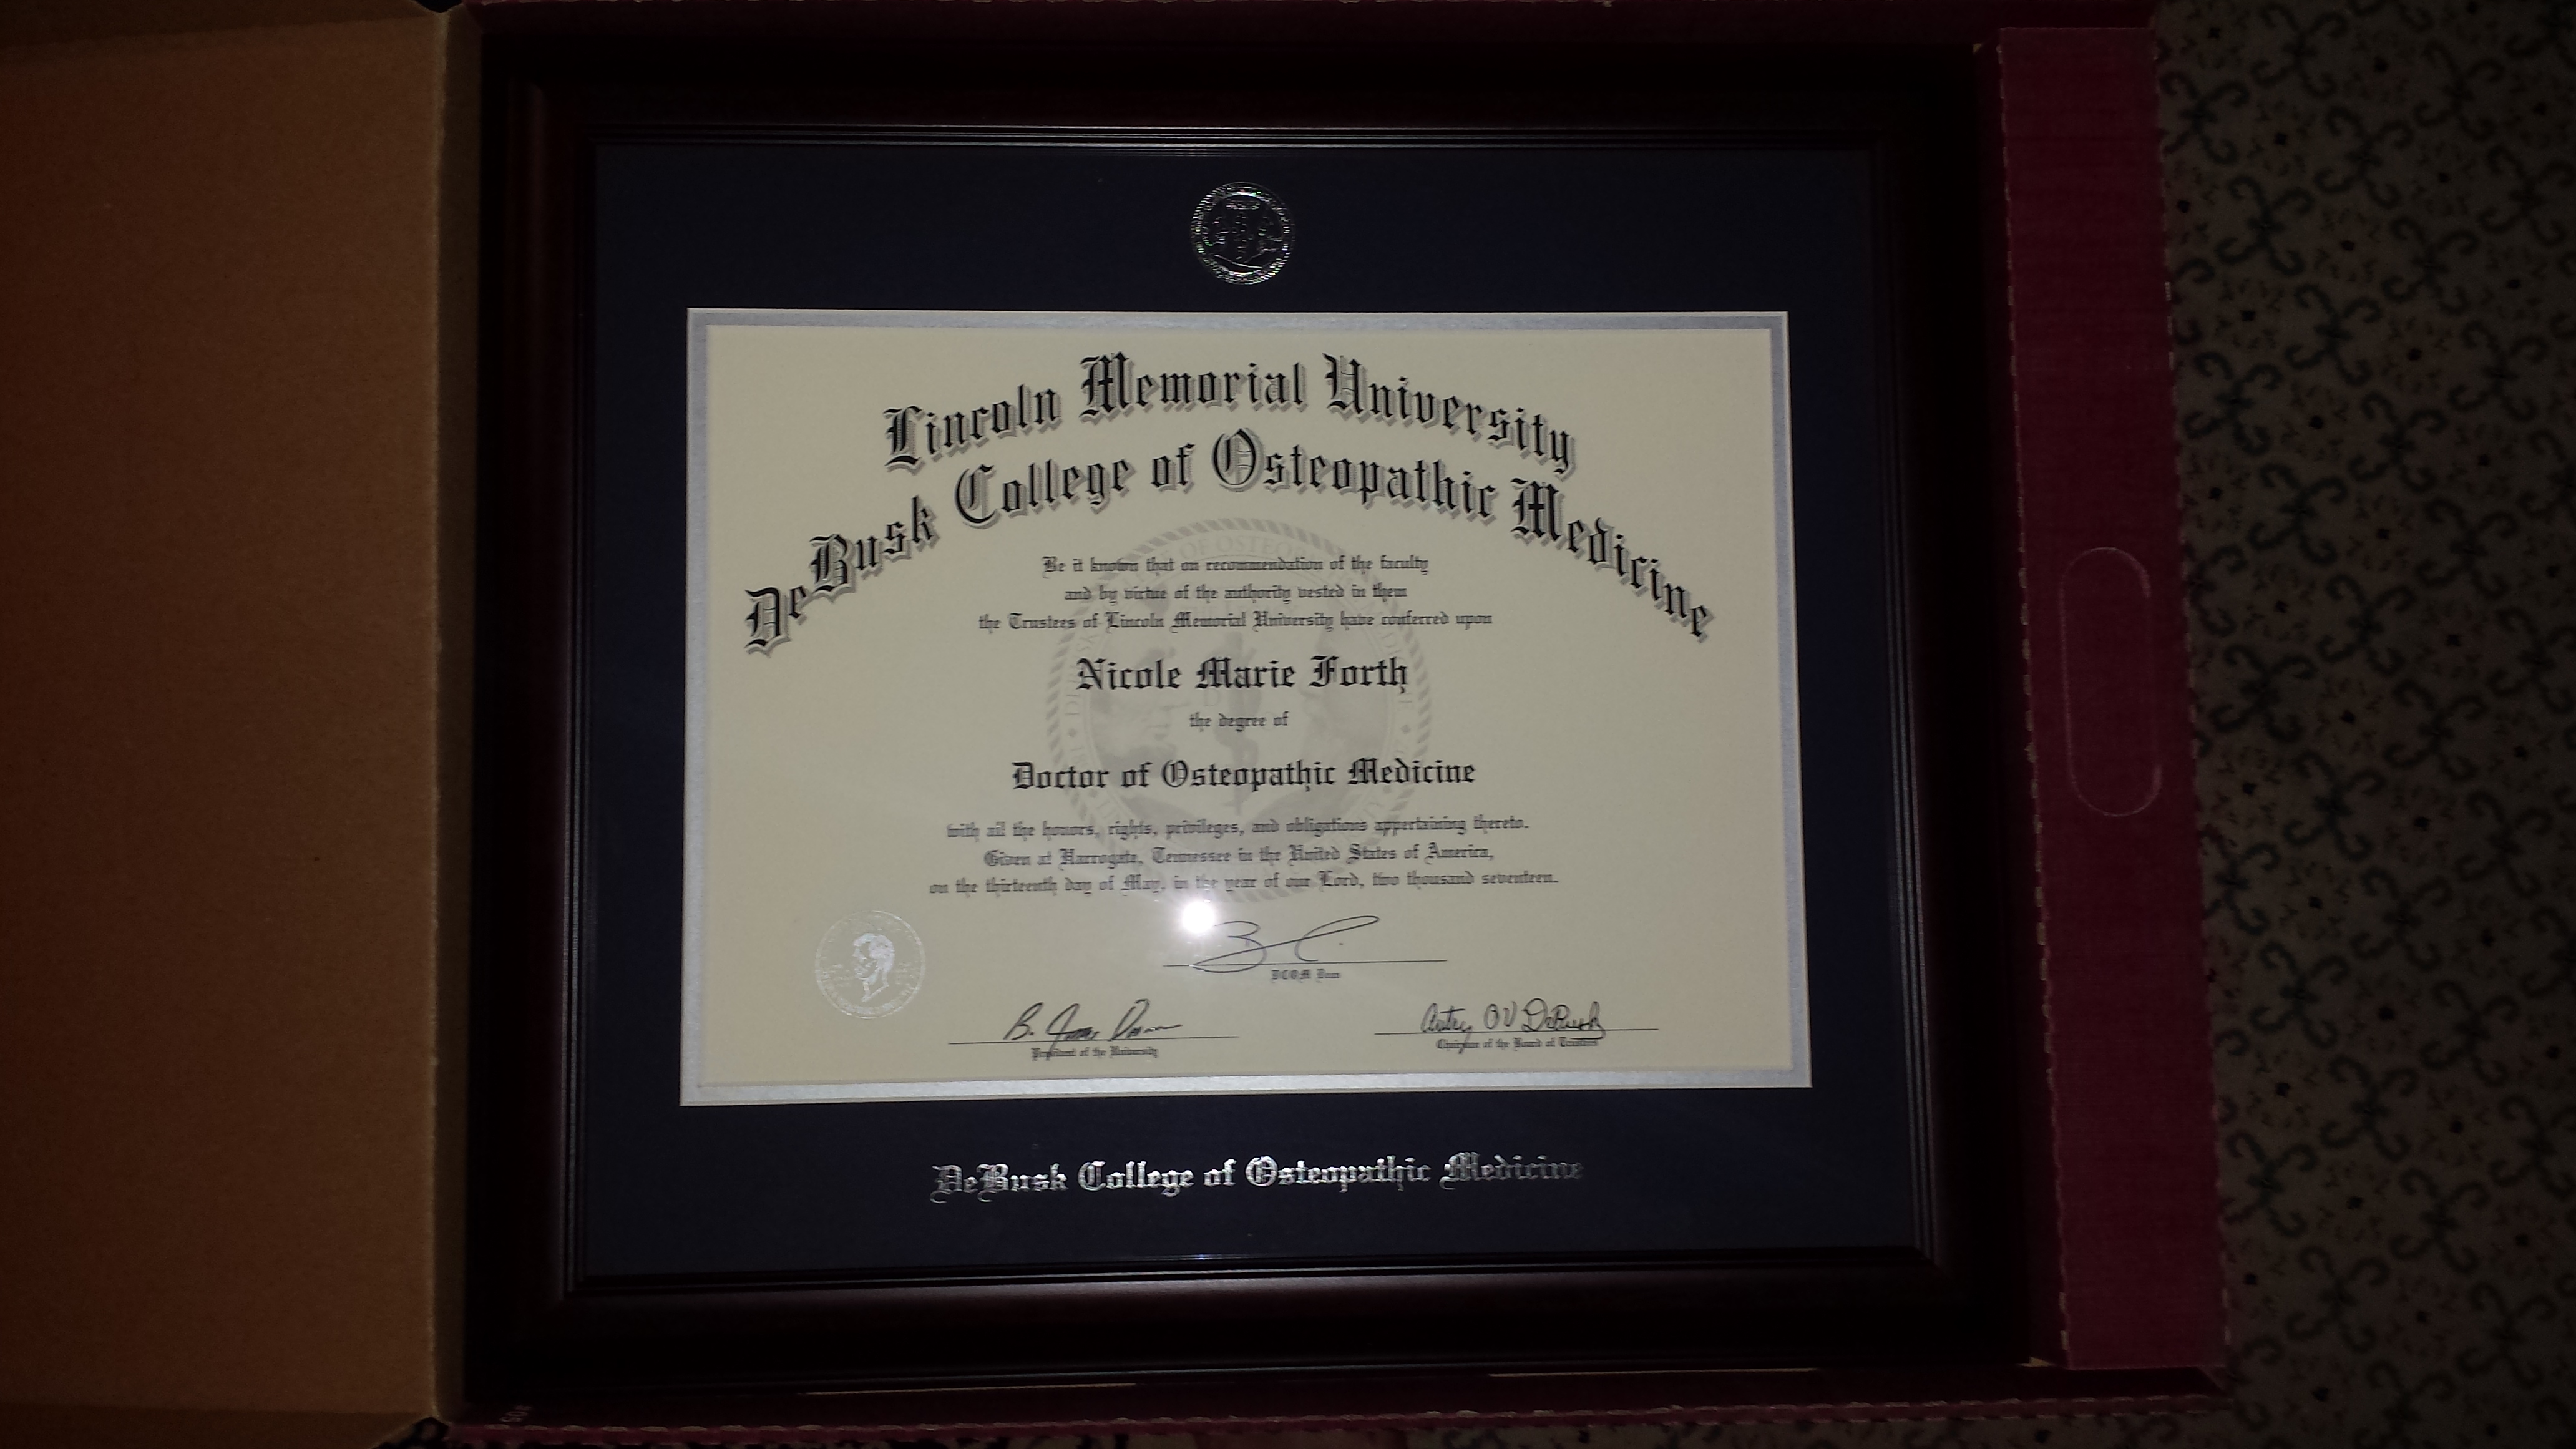 Lincoln Memorial University
DeBusk College of Osteopathic Medicine
Be it known that on recommendation of the faculty
and by virtue of the authority vested in them
the Trustees of Lincoln Memorial University have conferred upon
Nicole Marie Forth
the degree of
Doctor of Osteopathic Medicine
with all the honors, rights, privileges, and obligations appertaining thereto.
Given at Harrogate, Tennessee in the United States of America,
on the thirteenth day of May, in the year of our Lord, two thousand seventeen.
DCOM Dean
B. James Dawson
President of the University
Autry OV DeBusk
Chairman of the Board of Trustees
DeBusk College of Osteopathic Medicine